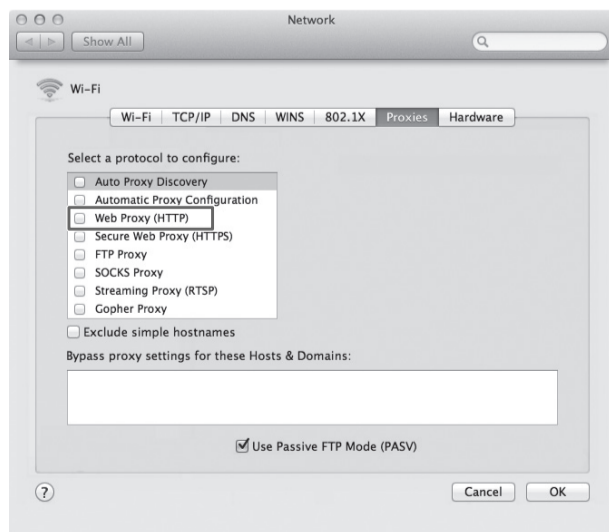 Network
Show All
Wi-Fi
Wi-Fi TCP/IP DNS WINS 802.1X Proxies Hardware
Select a protocol to configure:
Auto Proxy Discovery
Automatic Proxy Configuration
Web Proxy (HTTP)
Secure Web Proxy (HTTPS)
FTP Proxy
SOCKS Proxy
Streaming Proxy (RTSP)
Gopher Proxy
Exclude simple hostnames
Bypass proxy settings for these Hosts & Domains:
Use Passive FTP Mode (PASV)
? Cancel OK